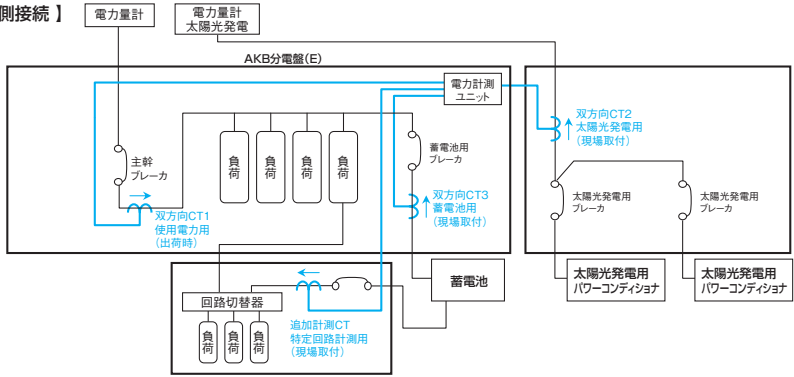 側接続 】
電力量計
電力量計
太陽光発電
AKB分電盤(E)
電力計測
ユニット
主幹
ブレーカ
負荷
負荷
負荷
負荷
蓄電池用
ブレーカ
双方向CT1
使用電力用
(出荷時)
双方向CT3
蓄電池用
(現場取付)
双方向CT2
太陽光発電用
(現場取付)
太陽光発電用
ブレーカ
太陽光発電用
ブレーカ
太陽光発電用
パワーコンディショナ
太陽光発電用
パワーコンディショナ
蓄電池
回路切替器
負荷
負荷
負荷
追加計測CT
特定回路計測用
(現場取付)